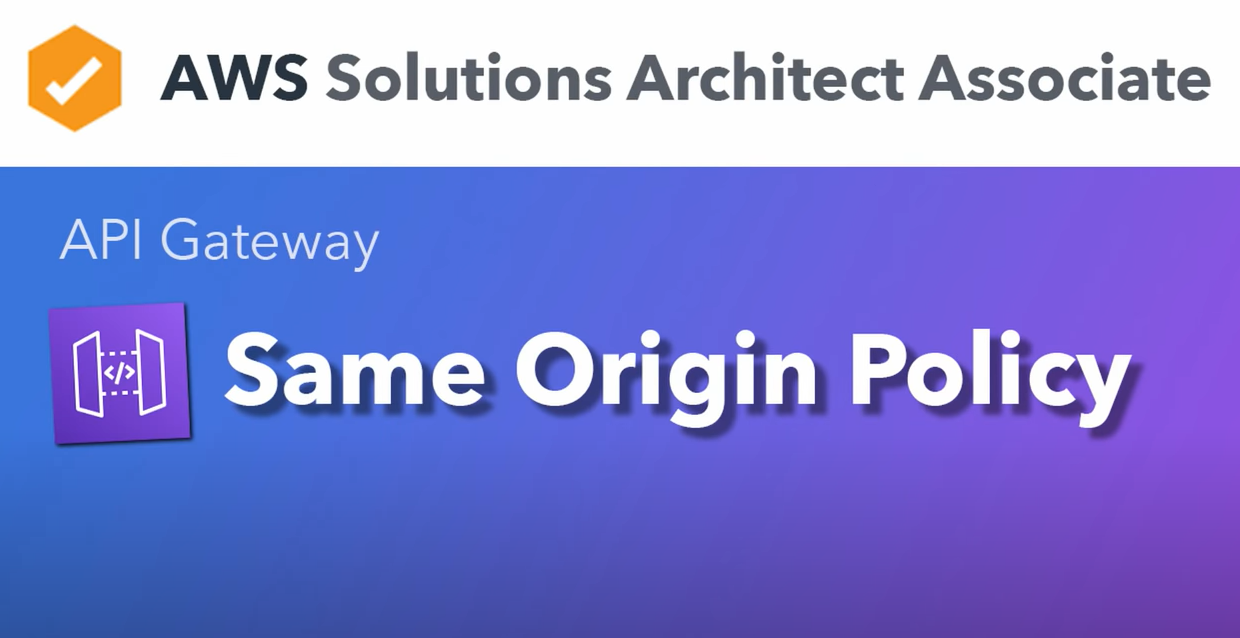 AWS Solutions Architect Associate
API Gateway
</>
Same Origin Policy